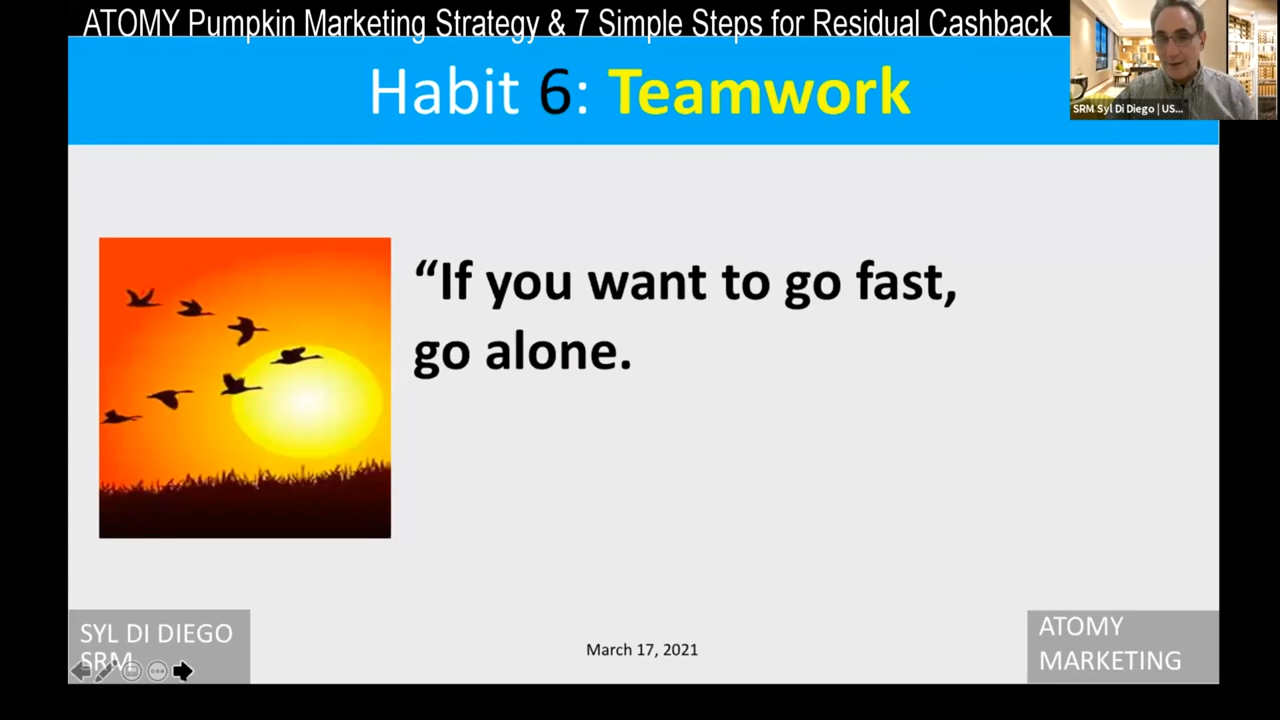 ATOMY Pumpkin Marketing Strategy & 7 Simple Steps for Residual Cashback
SRM Syl Di Diego | US...
Habit 6: Teamwork
“If you want to go fast,
go alone.
SYL DI DIEGO
SRM
March 17, 2021
ATOMY
MARKETING